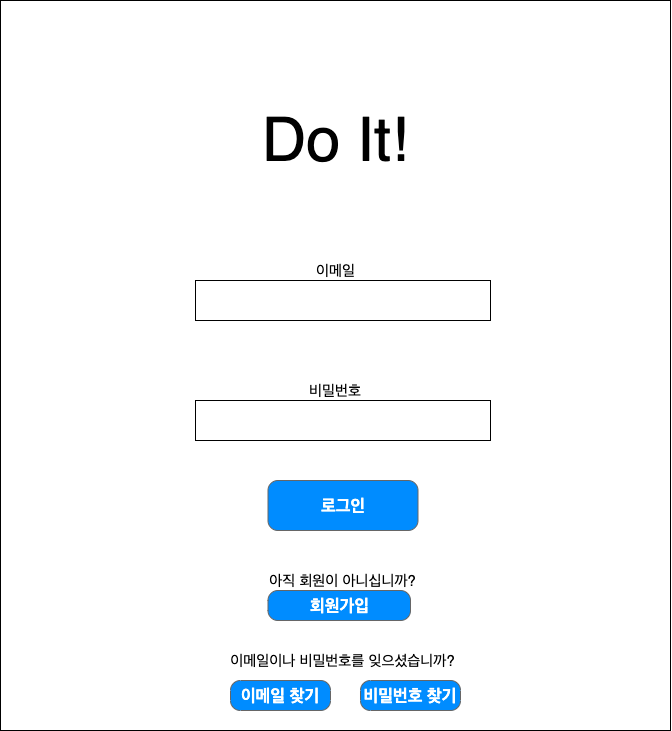 Do It!
이메일
비밀번호
로그인
아직 회원이 아니십니까?
회원가입
이메일이나 비밀번호를 잊으셨습니까?
이메일 찾기 비밀번호 찾기